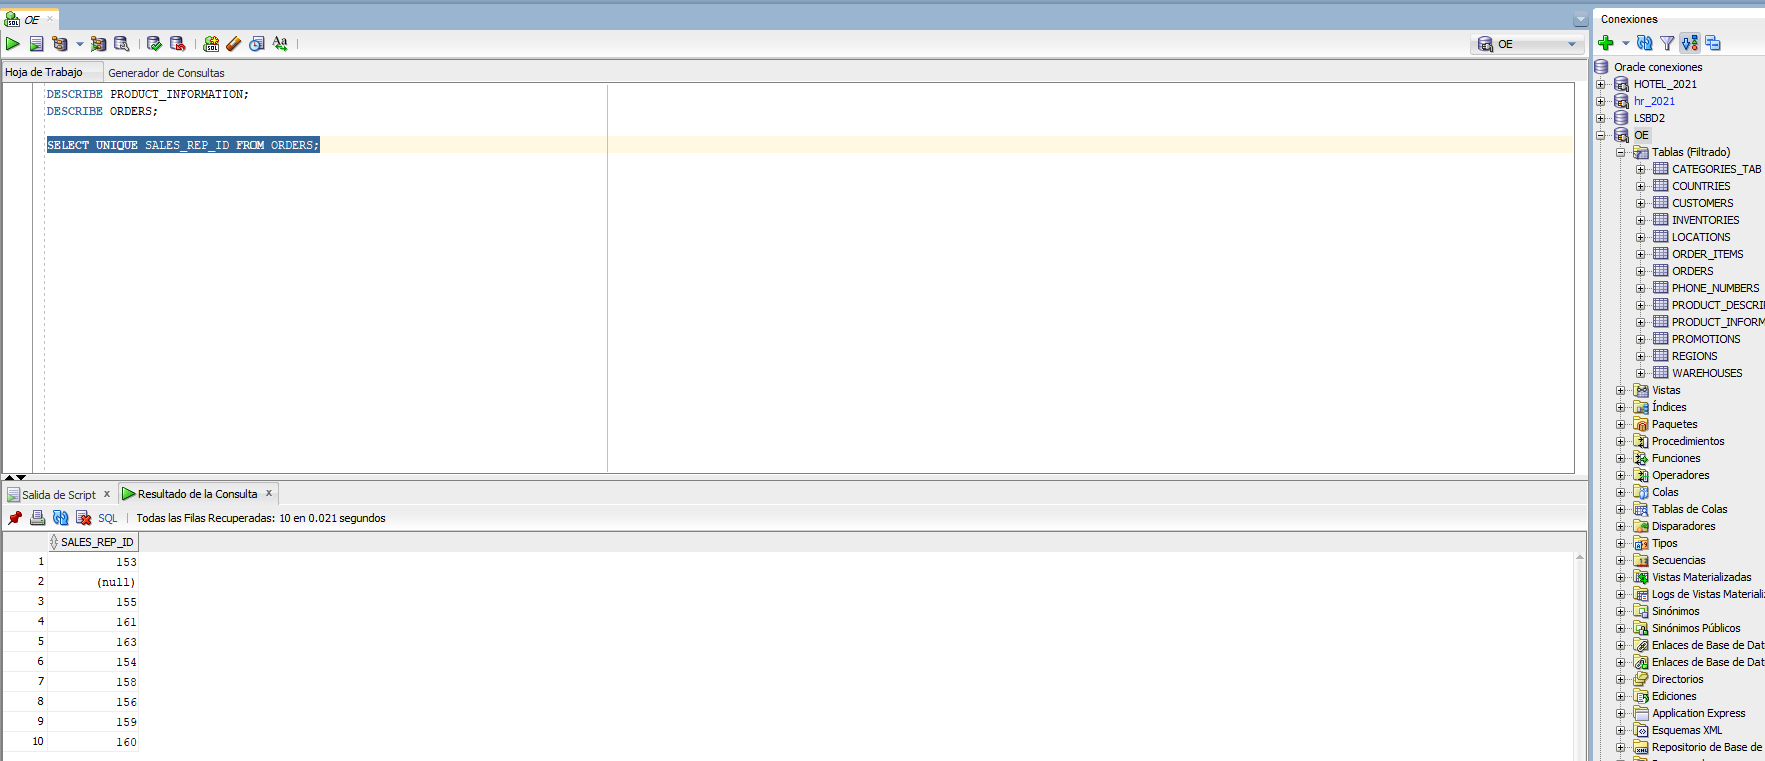 OE
OE
Hoja de Trabajo
Generador de Consultas
DESCRIBE PRODUCT_INFORMATION;
DESCRIBE ORDERS;
SELECT UNIQUE SALES_REP_ID FROM ORDERS;
Salida de Script x
Resultado de la Consulta x
SQL
Todas las Filas Recuperadas: 10 en 0.021 segundos
SALES_REP_ID
1 153
2 (null)
3 155
4 161
5 163
6 154
7 158
8 156
9 159
10 160
Conexiones
Oracle conexiones
HOTEL_2021
hr_2021
LSBD2
OE
Tablas (Filtrado)
CATEGORIES_TAB
COUNTRIES
CUSTOMERS
INVENTORIES
LOCATIONS
ORDER_ITEMS
ORDERS
PHONE_NUMBERS
PRODUCT_DESCRI
PRODUCT_INFORM
PROMOTIONS
REGIONS
WAREHOUSES
Vistas
Índices
Paquetes
Procedimientos
Funciones
Operadores
Colas
Tablas de Colas
Disparadores
Tipos
Secuencias
Vistas Materializadas
Logs de Vistas Materiali
Sinónimos
Sinónimos Públicos
Enlaces de Base de Dat
Enlaces de Base de Dat
Directorios
Ediciones
Application Express
Esquemas XML
Repositorio de Base de